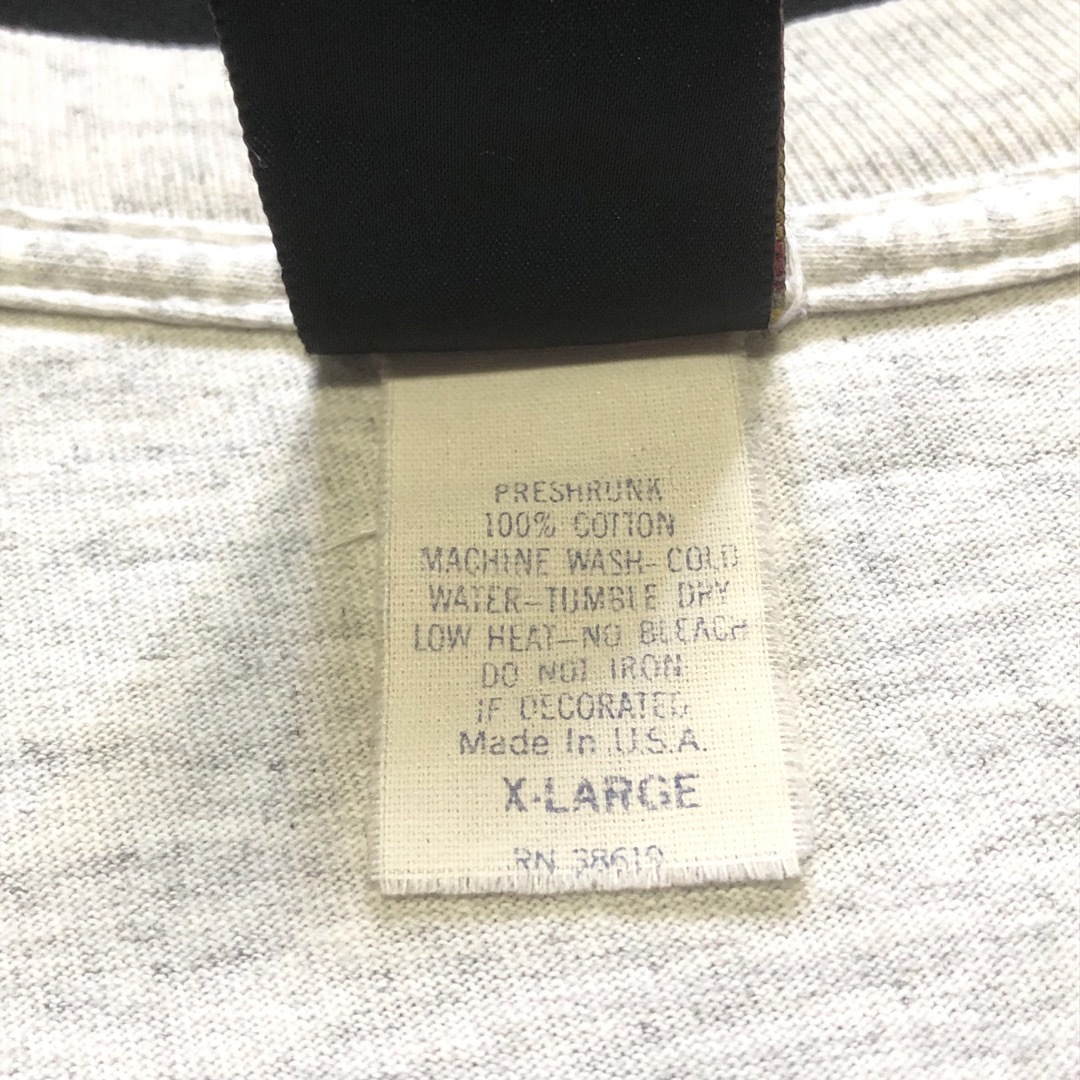 PRESHRUNK
100% COTTON
MACHINE WASH-COLD
WATER-TUMBLE DRY
LOW HEAT-NO BLEACH
DO NOT IRON
IF DECORATED
Made In U.S.A.
X-LARGE
RN 38619